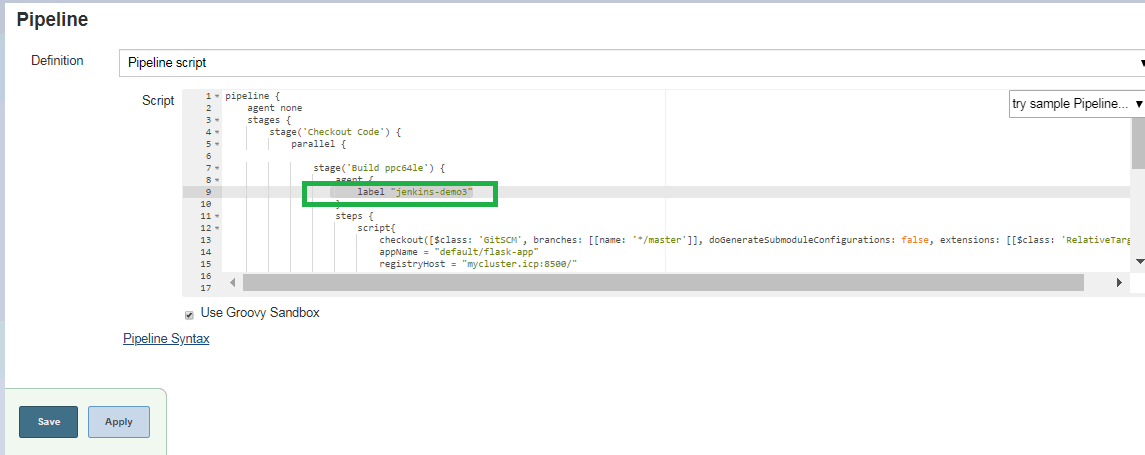 Pipeline
Definition
Pipeline script
Script
try sample Pipeline...
1 pipeline {
2 agent none
3 stages {
4 stage('Checkout Code') {
5 parallel {
6
7 stage('Build ppc64le') {
8 agent {
9 label "jenkins-demo3"
10 }
11 steps {
12 script{
13 checkout([$class: 'GitSCM', branches: [[name: '*/master']], doGenerateSubmoduleConfigurations: false, extensions: [[$class: 'RelativeTarg
14 appName = "default/flask-app"
15 registryHost = "mycluster.icp:8500/"
16
17
Use Groovy Sandbox
Pipeline Syntax
Save
Apply